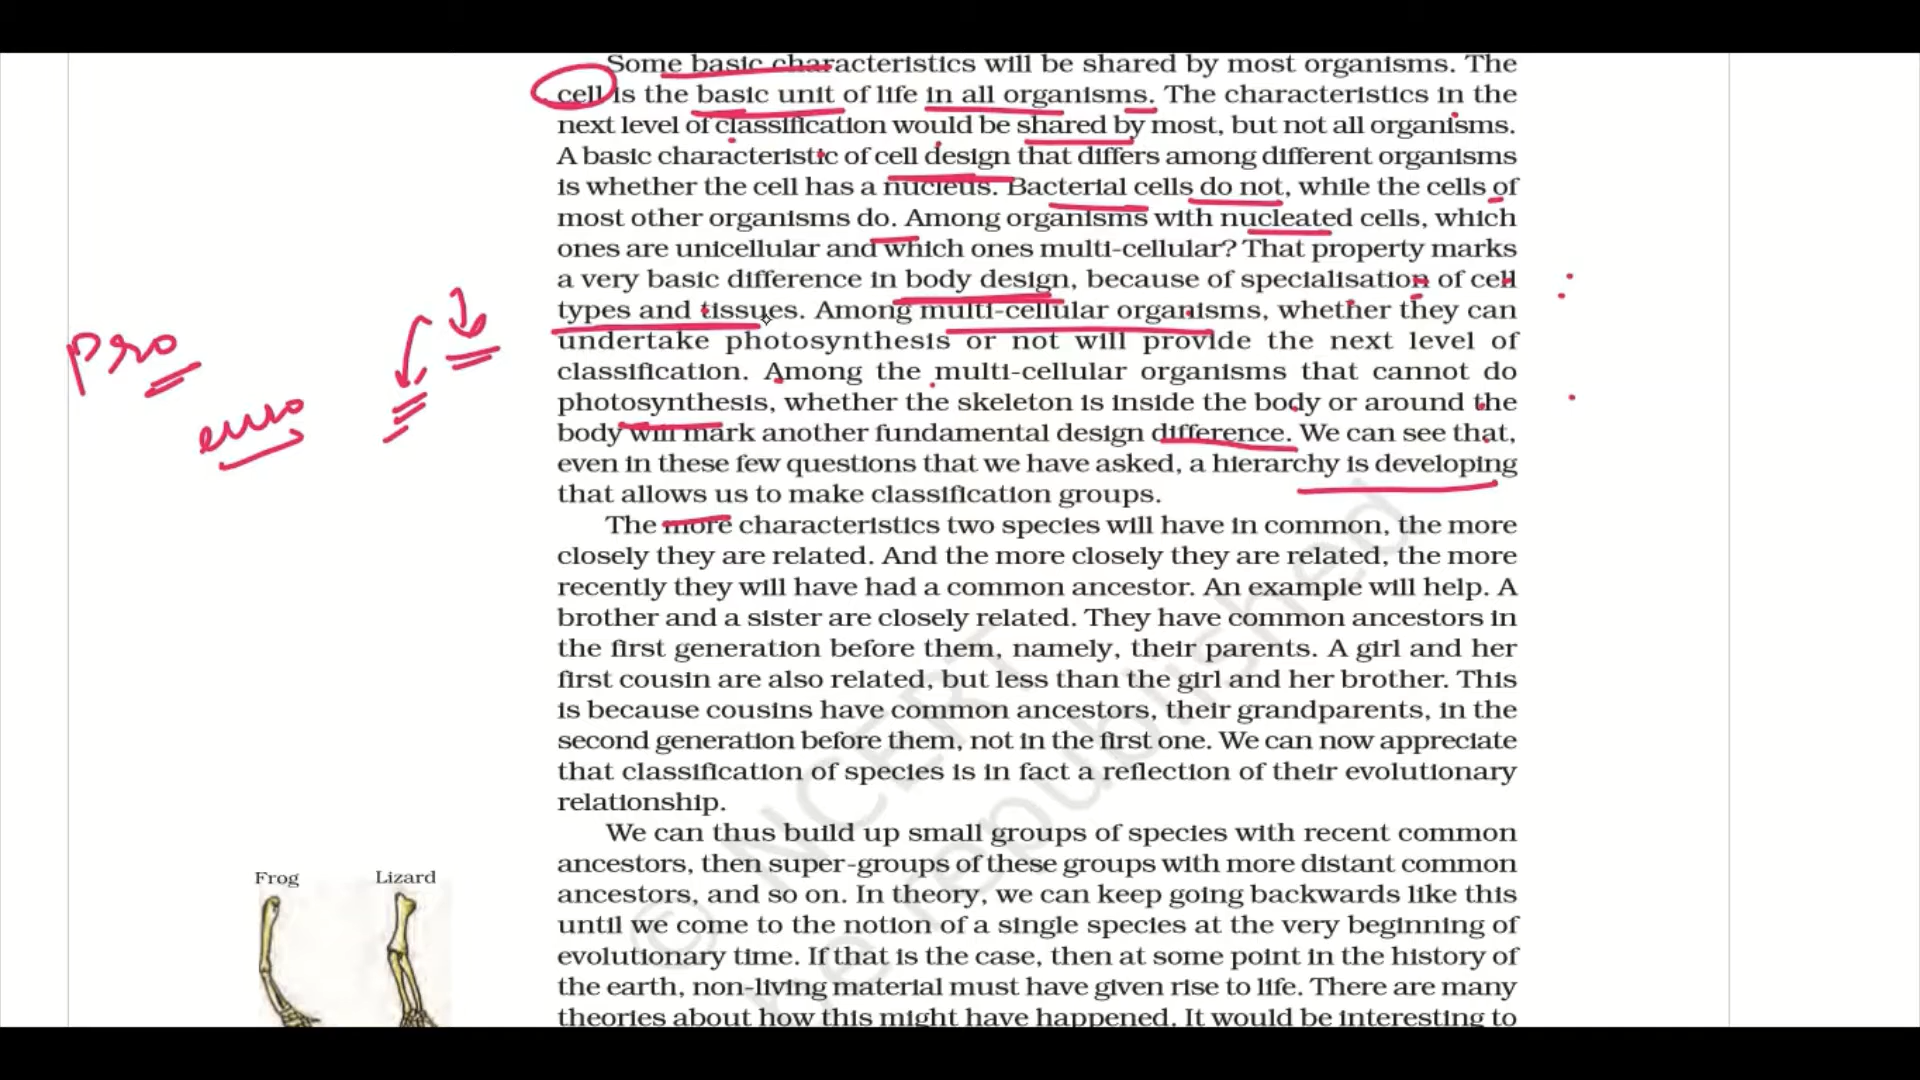 Some basic characteristics will be shared by most organisms. The
cell is the basic unit of life in all organisms. The characteristics in the
next level of classification would be shared by most, but not all organisms.
A basic characteristic of cell design that differs among different organisms
is whether the cell has a nucleus. Bacterial cells do not, while the cells of
most other organisms do. Among organisms with nucleated cells, which
ones are unicellular and which ones multi-cellular? That property marks
a very basic difference in body design, because of specialisation of cell
types and tissues. Among multi-cellular organisms, whether they can
undertake photosynthesis or not will provide the next level of
classification. Among the multi-cellular organisms that cannot do
photosynthesis, whether the skeleton is inside the body or around the
body will mark another fundamental design difference. We can see that,
even in these few questions that we have asked, a hierarchy is developing
that allows us to make classification groups.
The more characteristics two species will have in common, the more
closely they are related. And the more closely they are related, the more
recently they will have had a common ancestor. An example will help. A
brother and a sister are closely related. They have common ancestors in
the first generation before them, namely, their parents. A girl and her
first cousin are also related, but less than the girl and her brother. This
is because cousins have common ancestors, their grandparents, in the
second generation before them, not in the first one. We can now appreciate
that classification of species is in fact a reflection of their evolutionary
relationship.
We can thus build up small groups of species with recent common
ancestors, then super-groups of these groups with more distant common
ancestors, and so on. In theory, we can keep going backwards like this
until we come to the notion of a single species at the very beginning of
evolutionary time. If that is the case, then at some point in the history of
the earth, non-living material must have given rise to life. There are many
theories about how this might have happened. It would be interesting to
Pro
Frog
Lizard
© NCERT
be republished